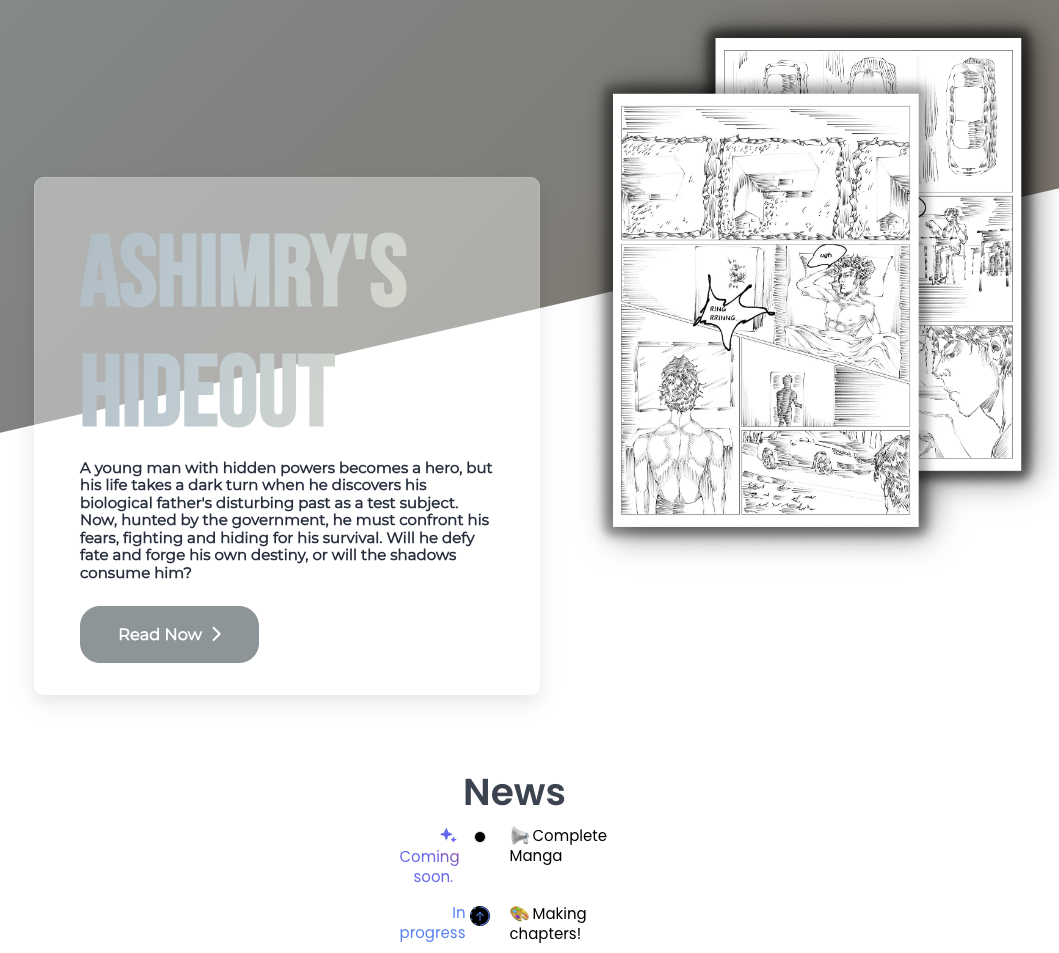 ASHIMRY'S
HIDEOUT
A young man with hidden powers becomes a hero, but
his life takes a dark turn when he discovers his
biological father's disturbing past as a test subject.
Now, hunted by the government, he must confront his
fears, fighting and hiding for his survival. Will he defy
fate and forge his own destiny, or will the shadows
consume him?
Read Now
ugh
RING
RRINNG
News
Coming
soon.
📢 Complete
Manga
In
progress
🎨 Making
chapters!